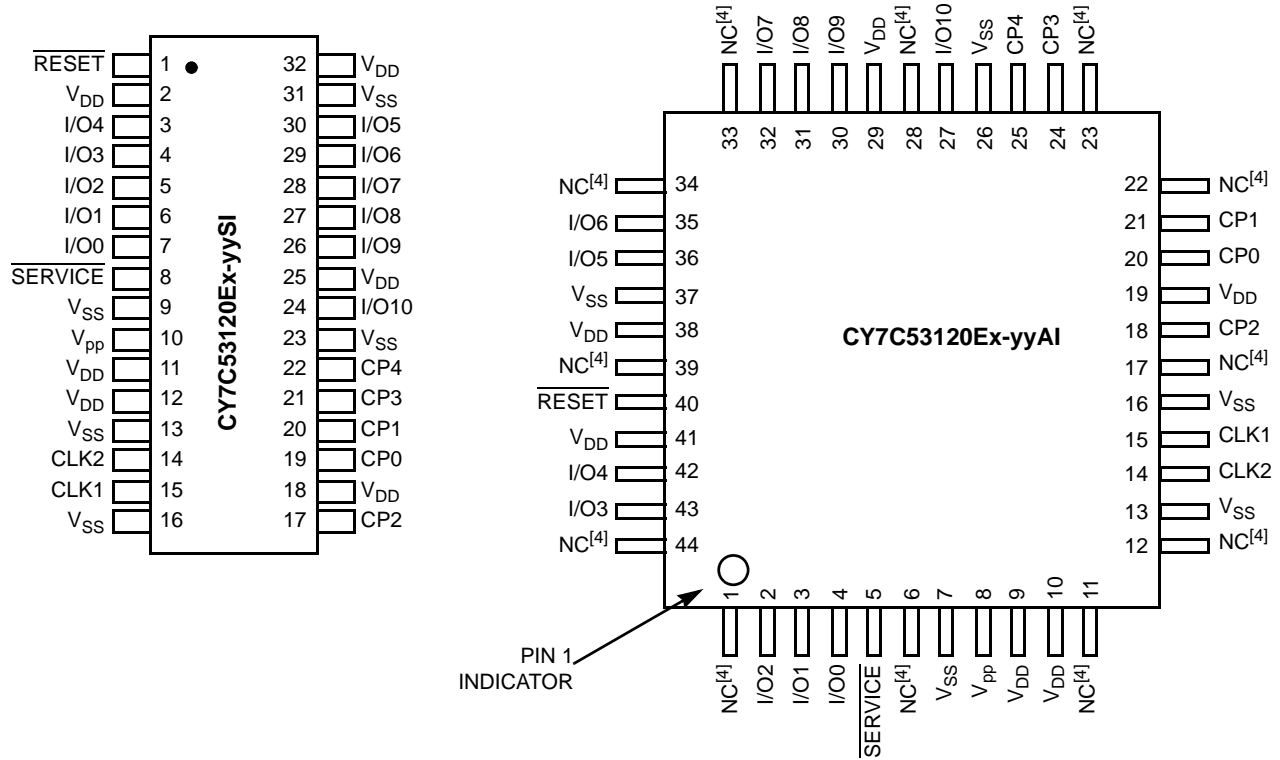 RESET 1 32 VDD
VDD 2 31 VSS
I/O4 3 30 I/O5
I/O3 4 29 I/O6
I/O2 5 28 I/O7
I/O1 6 27 I/O8
I/O0 7 26 I/O9
SERVICE 8 25 VDD
VSS 9 24 I/O10
Vpp 10 23 VSS
VDD 11 22 CP4
VDD 12 21 CP3
VSS 13 20 CP1
CLK2 14 19 CP0
CLK1 15 18 VDD
VSS 16 17 CP2
CY7C53120Ex-yySI
NC[4] I/O7 I/O8 I/O9 VDD NC[4] I/O10 VSS CP4 CP3 NC[4]
33 32 31 30 29 28 27 26 25 24 23
NC[4] 34 22 NC[4]
I/O6 35 21 CP1
I/O5 36 20 CP0
VSS 37 19 VDD
VDD 38 18 CP2
CY7C53120Ex-yyAI
NC[4] 39 17 NC[4]
RESET 40 16 VSS
VDD 41 15 CLK1
I/O4 42 14 CLK2
I/O3 43 13 VSS
NC[4] 44 12 NC[4]
1 2 3 4 5 6 7 8 9 10 11
NC[4] I/O2 I/O1 I/O0 SERVICE NC[4] VSS Vpp VDD VDD NC[4]
PIN 1
INDICATOR